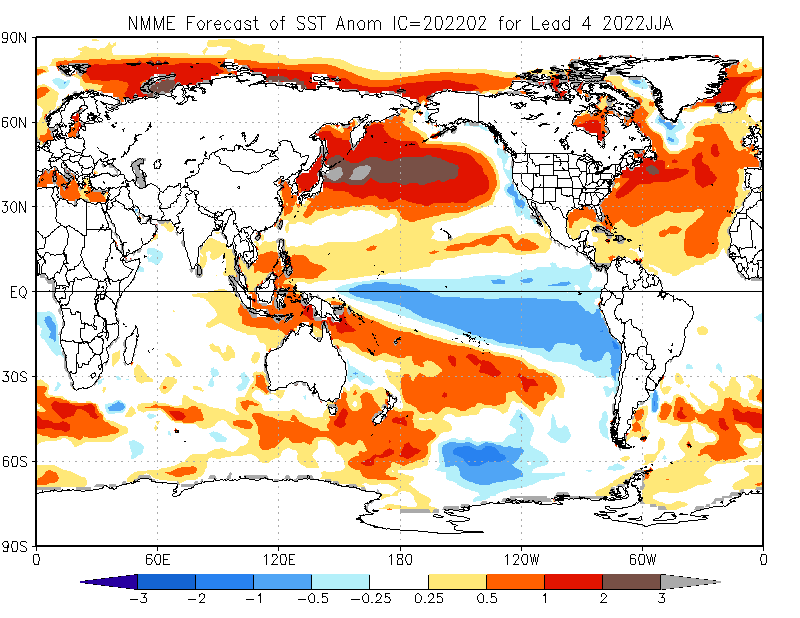 NMME Forecast of SST Anom IC=202202 for Lead 4 2022JJA
90N
60N
30N
EQ
30S
60S
90S
0 60E 120E 180 120W 60W 0
-3 -2 -1 -0.5 -0.25 0.25 0.5 1 2 3